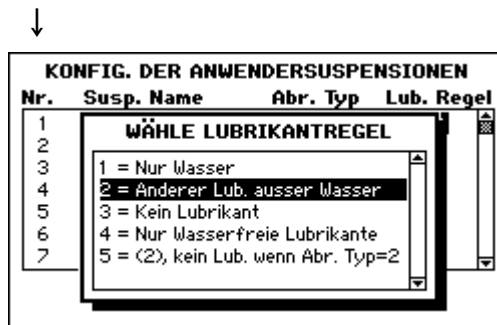 ↓
KONFIG. DER ANWENDERSUSPENSIONEN
Nr. Susp. Name Abr. Typ Lub. Regel
1
2
3
4
5
6
7
WÄHLE LUBRIKANTREGEL
1 = Nur Wasser
2 = Anderer Lub. ausser Wasser
3 = Kein Lubrikant
4 = Nur Wasserfreie Lubrikante
5 = (2), kein Lub. wenn Abr. Typ=2